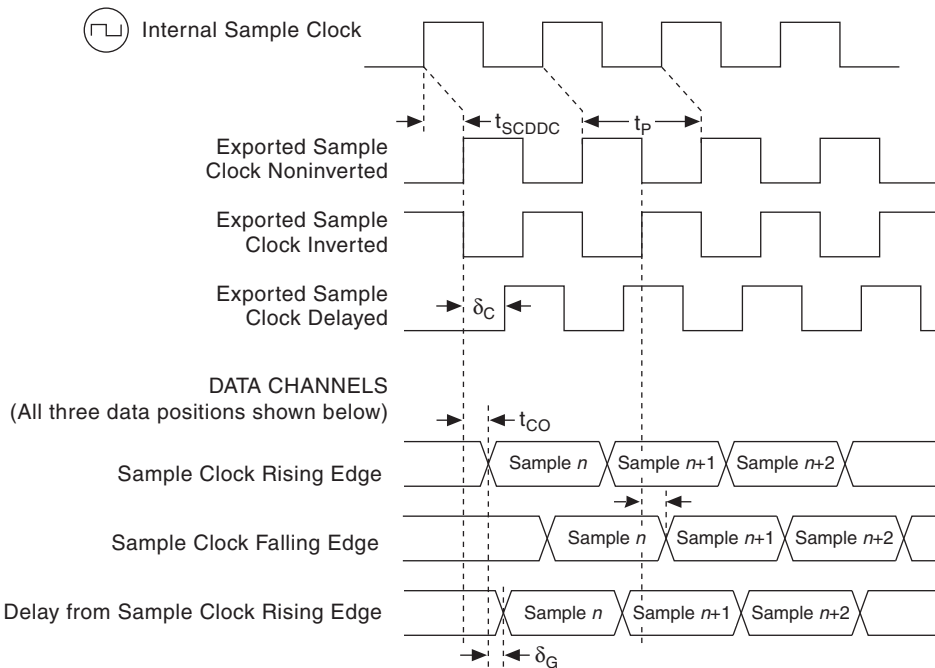 Internal Sample Clock
tSCDDC
tP
Exported Sample
Clock Noninverted
Exported Sample
Clock Inverted
Exported Sample
Clock Delayed
δC
DATA CHANNELS
(All three data positions shown below)
tCO
Sample Clock Rising Edge
Sample n
Sample n+1
Sample n+2
Sample Clock Falling Edge
Sample n
Sample n+1
Sample n+2
Delay from Sample Clock Rising Edge
Sample n
Sample n+1
Sample n+2
δG